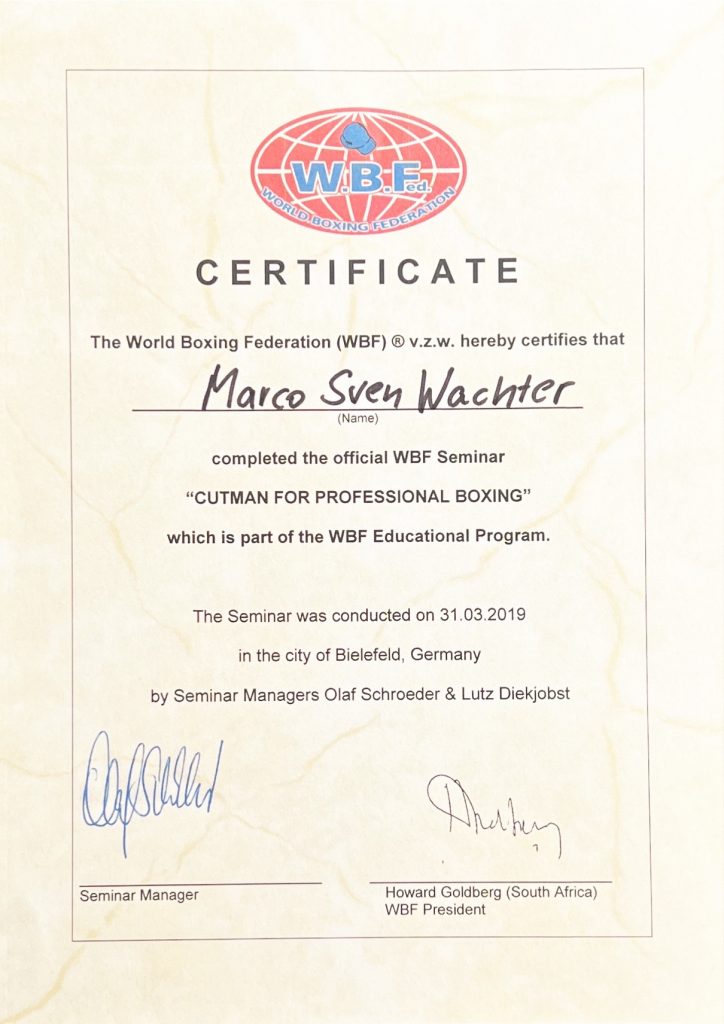 W.B.Fed.
WORLD BOXING FEDERATION
CERTIFICATE
The World Boxing Federation (WBF) ® v.z.w. hereby certifies that
Marco Sven Wachter
(Name)
completed the official WBF Seminar
“CUTMAN FOR PROFESSIONAL BOXING”
which is part of the WBF Educational Program.
The Seminar was conducted on 31.03.2019
in the city of Bielefeld, Germany
by Seminar Managers Olaf Schroeder & Lutz Diekjobst
Seminar Manager
Howard Goldberg (South Africa)
WBF President